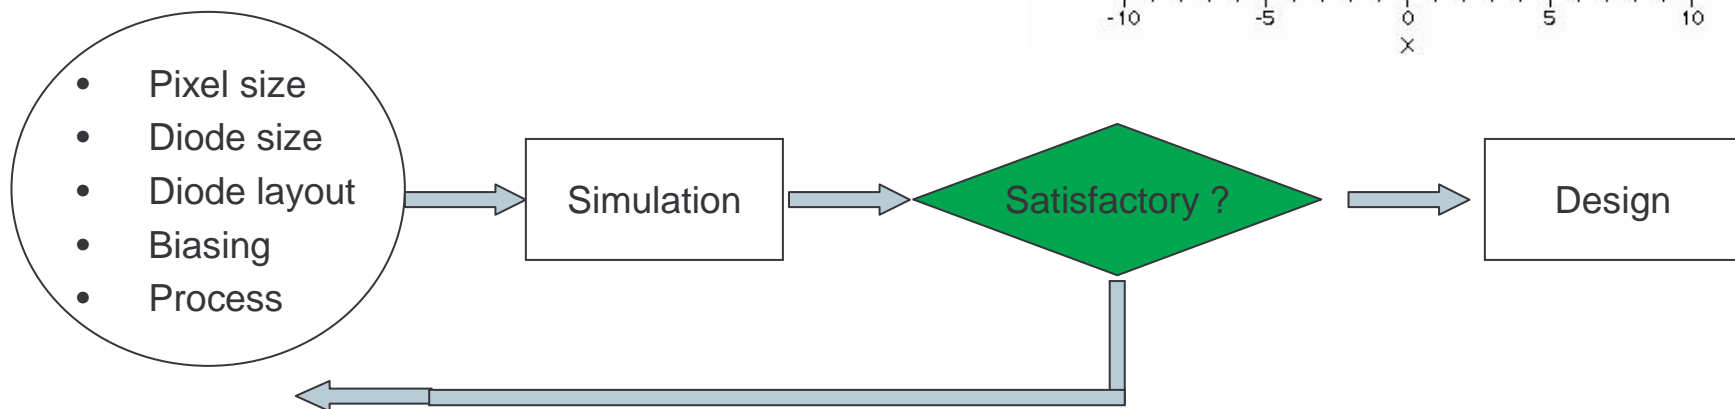 -10 -5 0 5 10
X
• Pixel size
• Diode size
• Diode layout
• Biasing
• Process
Simulation
Satisfactory ?
Design